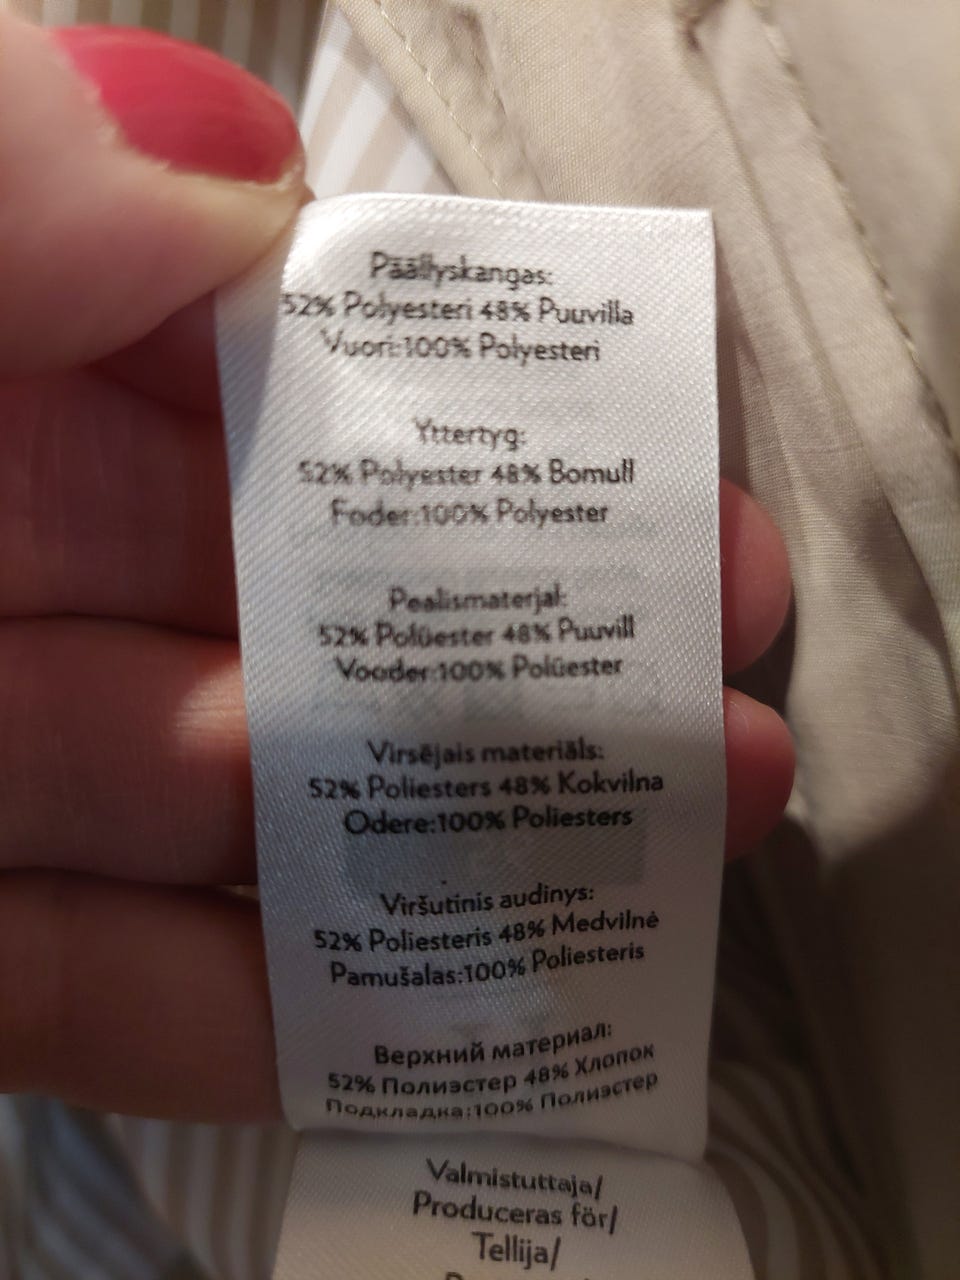 Päällyskangas:
52% Polyesteri 48% Puuvilla
Vuori:100% Polyesteri
Yttertyg:
52% Polyester 48% Bomull
Foder:100% Polyester
Pealismaterjal:
52% Polüester 48% Puuvill
Vooder:100% Polüester
Virsējais materiāls:
52% Poliesters 48% Kokvilna
Odere:100% Poliesters
Viršutinis audinys:
52% Poliesteris 48% Medvilnė
Pamušalas:100% Poliesteris
Верхний материал:
52% Полиэстер 48% Хлопок
Подкладка:100% Полиэстер
Valmistuttaja/
Produceras för/
Tellija/